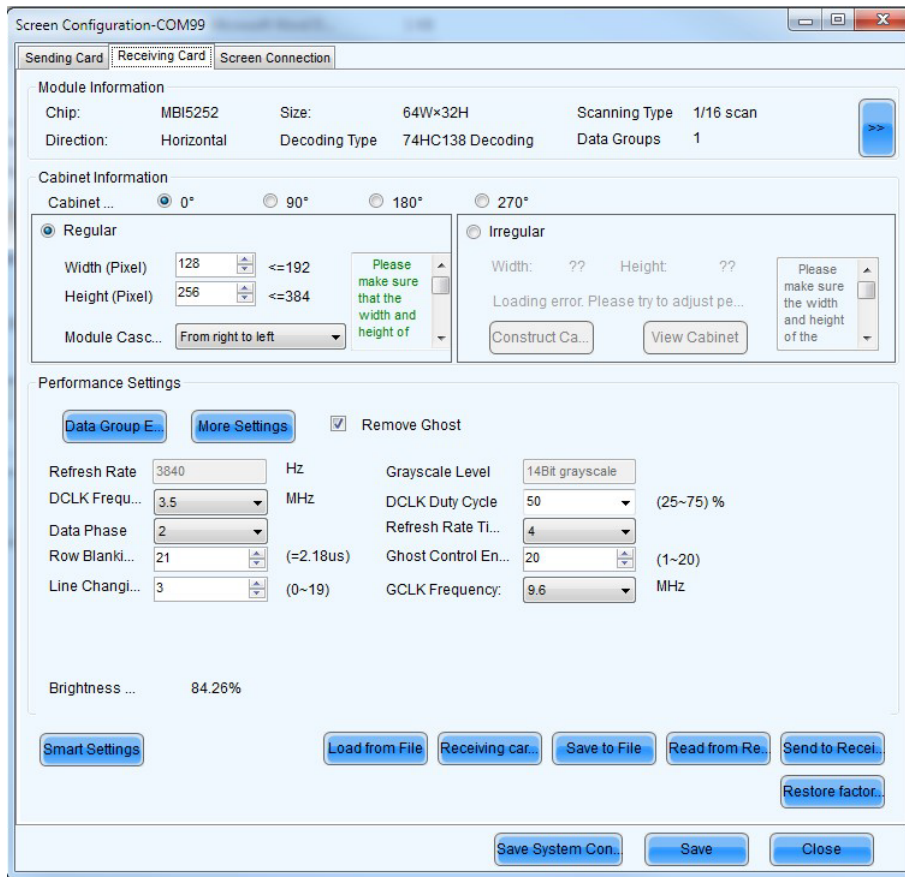 Screen Configuration-COM99
Sending Card Receiving Card Screen Connection
Module Information
Chip: MBI5252 Size: 64W×32H Scanning Type 1/16 scan
Direction: Horizontal Decoding Type 74HC138 Decoding Data Groups 1
>>
Cabinet Information
Cabinet ... 0° 90° 180° 270°
Regular
Width (Pixel) 128 <=192
Height (Pixel) 256 <=384
Module Casc... From right to left
Please
make sure
that the
width and
height of
Irregular
Width: ?? Height: ??
Loading error. Please try to adjust pe...
Construct Ca... View Cabinet
Please
make sure
the width
and height
of the
Performance Settings
Data Group E... More Settings Remove Ghost
Refresh Rate 3840 Hz Grayscale Level 14Bit grayscale
DCLK Frequ... 3.5 MHz DCLK Duty Cycle 50 (25~75) %
Data Phase 2 Refresh Rate Ti... 4
Row Blanki... 21 (=2.18us) Ghost Control En... 20 (1~20)
Line Changi... 3 (0~19) GCLK Frequency: 9.6 MHz
Brightness ... 84.26%
Smart Settings Load from File Receiving car... Save to File Read from Re... Send to Recei...
Restore factor...
Save System Con... Save Close